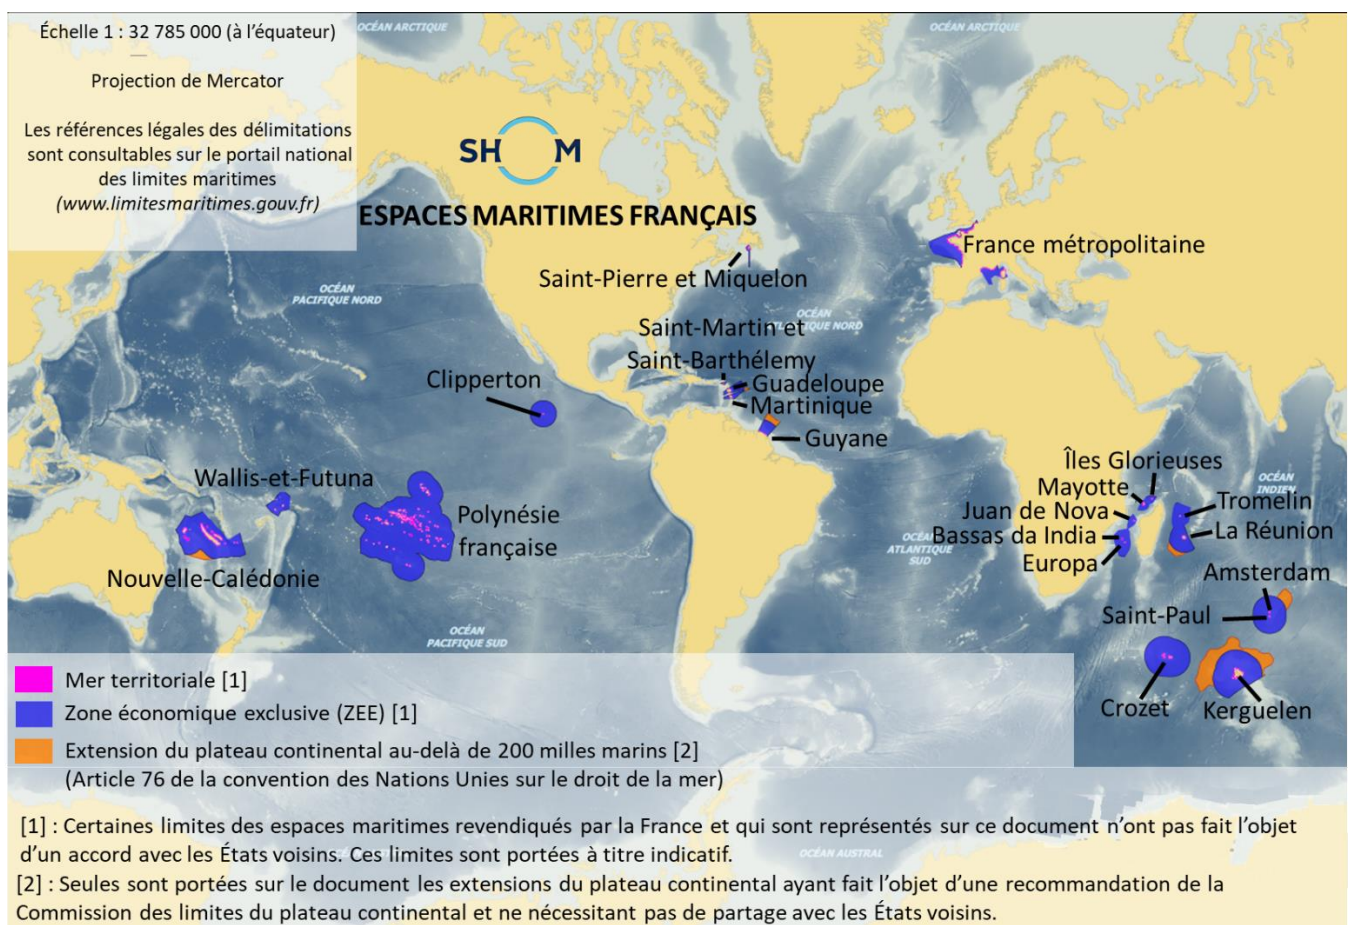 Échelle 1 : 32 785 000 (à l'équateur)
Projection de Mercator
Les références légales des délimitations
sont consultables sur le portail national
des limites maritimes
(www.limitesmaritimes.gouv.fr)
OCÉAN ARCTIQUE
OCÉAN ARCTIQUE
SH M
ESPACES MARITIMES FRANÇAIS
France métropolitaine
Saint-Pierre et Miquelon
OCÉAN
PACIFIQUE NORD
OCÉAN
ATLANTIQUE NORD
Saint-Martin et
Saint-Barthélemy
Clipperton
Guadeloupe
Martinique
Guyane
Îles Glorieuses
Wallis-et-Futuna
OCÉAN
INDIEN
Mayotte
Tromelin
Juan de Nova
Polynésie
française
La Réunion
Bassas da India
OCÉAN
ATLANTIQUE
SUD
Europa
Nouvelle-Calédonie
Amsterdam
Saint-Paul
OCÉAN
PACIFIQUE SUD
Crozet
Kerguelen
Mer territoriale [1]
Zone économique exclusive (ZEE) [1]
Extension du plateau continental au-delà de 200 milles marins [2]
(Article 76 de la convention des Nations Unies sur le droit de la mer)
[1] : Certaines limites des espaces maritimes revendiqués par la France et qui sont représentés sur ce document n'ont pas fait l'objet
d'un accord avec les États voisins. Ces limites sont portées à titre indicatif.
OCÉAN AUSTRAL
[2] : Seules sont portées sur le document les extensions du plateau continental ayant fait l'objet d'une recommandation de la
Commission des limites du plateau continental et ne nécessitant pas de partage avec les États voisins.